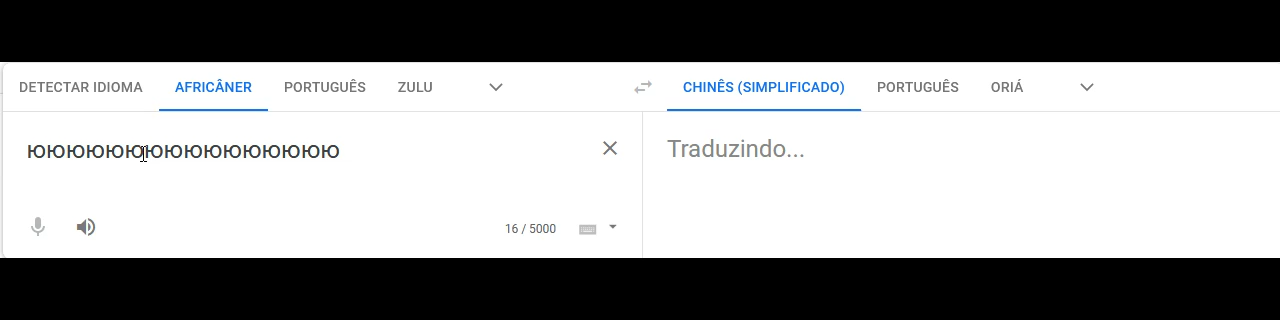 DETECTAR IDIOMA AFRICÂNER PORTUGUÊS ZULU CHINÊS (SIMPLIFICADO) PORTUGUÊS ORIÁ
юююююююююююююююю Traduzindo...
16 / 5000